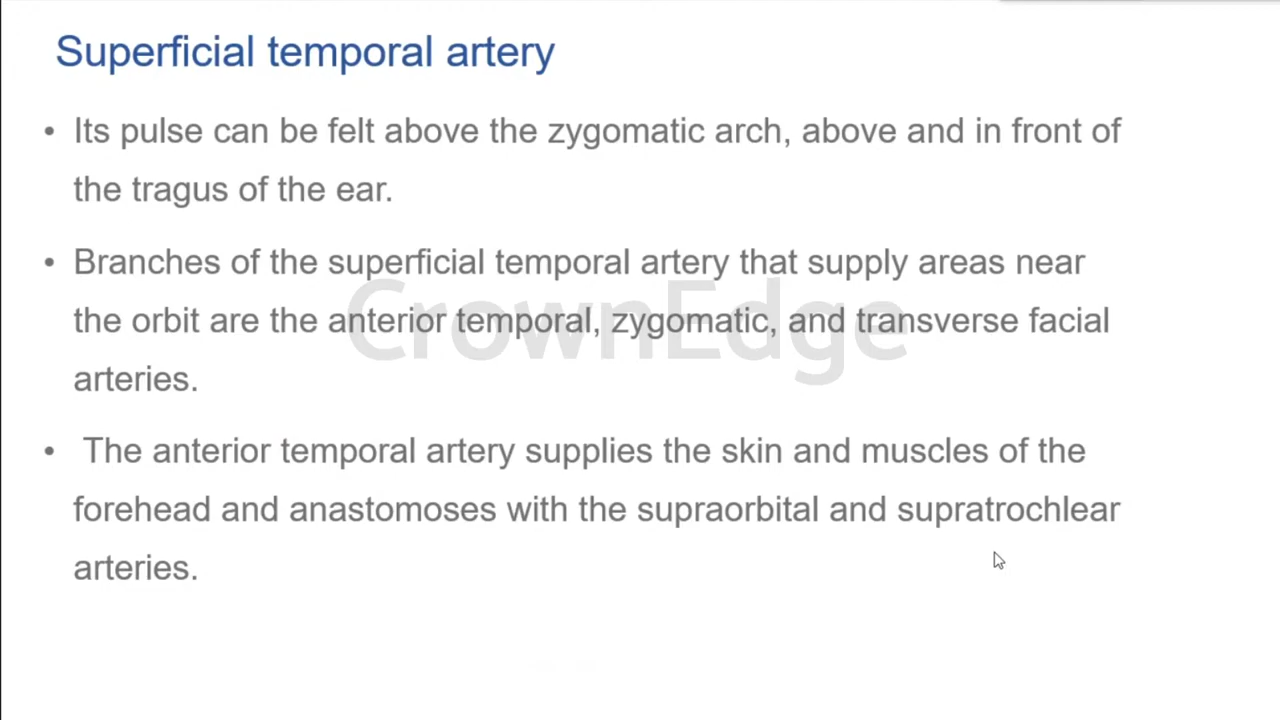 Superficial temporal artery
• Its pulse can be felt above the zygomatic arch, above and in front of
the tragus of the ear.
• Branches of the superficial temporal artery that supply areas near
the orbit are the anterior temporal, zygomatic, and transverse facial
arteries.
• The anterior temporal artery supplies the skin and muscles of the
forehead and anastomoses with the supraorbital and supratrochlear
arteries.
CrownEdge